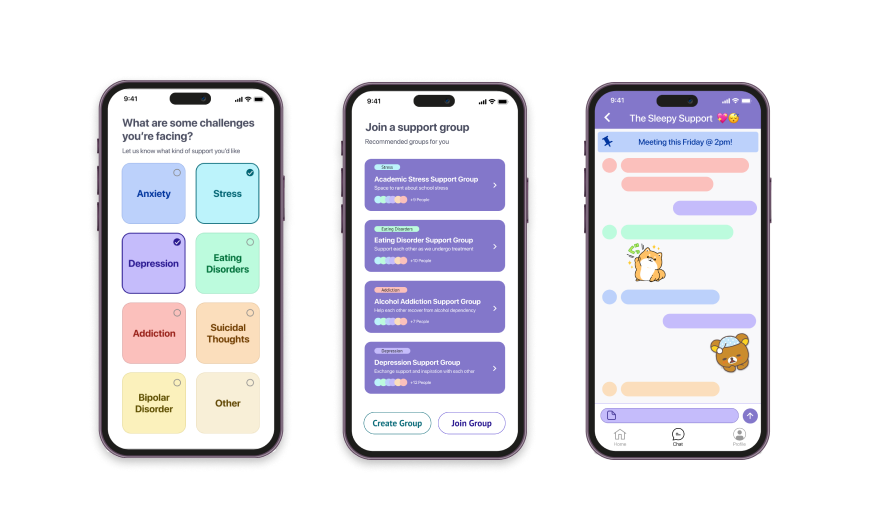 9:41
What are some challenges
you're facing?
Let us know what kind of support you'd like
Anxiety
Stress
Depression
Eating
Disorders
Addiction
Suicidal
Thoughts
Bipolar
Disorder
Other
9:41
Join a support group
Recommended groups for you
Stress
Academic Stress Support Group
Space to rant about school stress
+9 People
Eating Disorders
Eating Disorder Support Group
Support each other as we undergo treatment
+10 People
Addiction
Alcohol Addiction Support Group
Help each other recover from alcohol dependency
+7 People
Depression
Depression Support Group
Exchange support and inspiration with each other
+12 People
Create Group
Join Group
9:41
The Sleepy Support 💖😴
Meeting this Friday @ 2pm!
Home
Chat
Profile